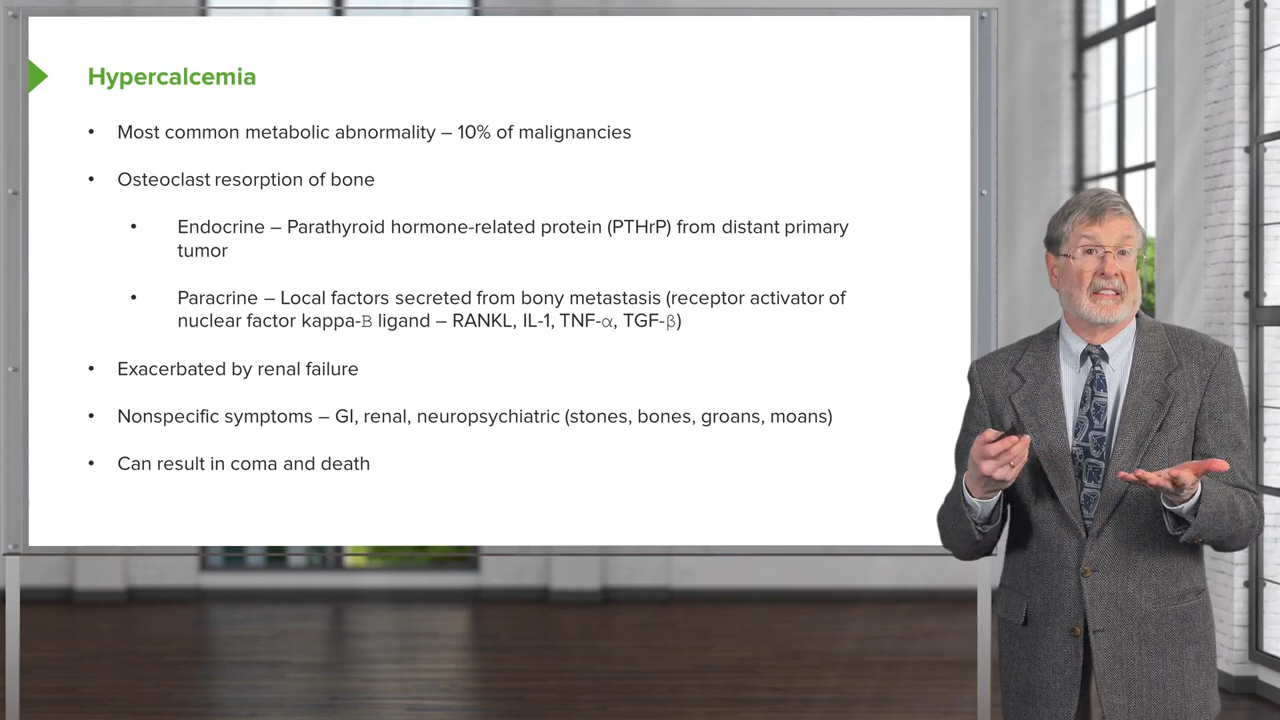 Hypercalcemia
• Most common metabolic abnormality – 10% of malignancies
• Osteoclast resorption of bone
• Endocrine – Parathyroid hormone-related protein (PTHrP) from distant primary
tumor
• Paracrine – Local factors secreted from bony metastasis (receptor activator of
nuclear factor kappa-B ligand – RANKL, IL-1, TNF-α, TGF-β)
• Exacerbated by renal failure
• Nonspecific symptoms – GI, renal, neuropsychiatric (stones, bones, groans, moans)
• Can result in coma and death